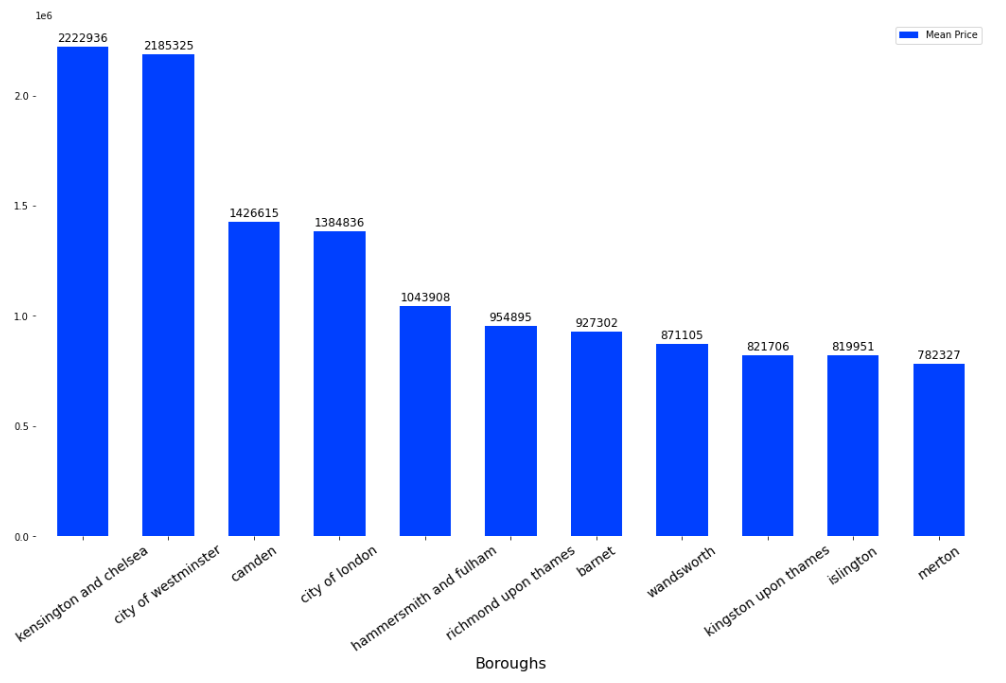 1e6
Mean Price
2222936
2185325
1426615
1384836
1043908
954895
927302
871105
821706
819951
782327
2.0
1.5
1.0
0.5
0.0
kensington and chelsea
city of westminster
camden
city of london
hammersmith and fulham
richmond upon thames
barnet
wandsworth
kingston upon thames
islington
merton
Boroughs